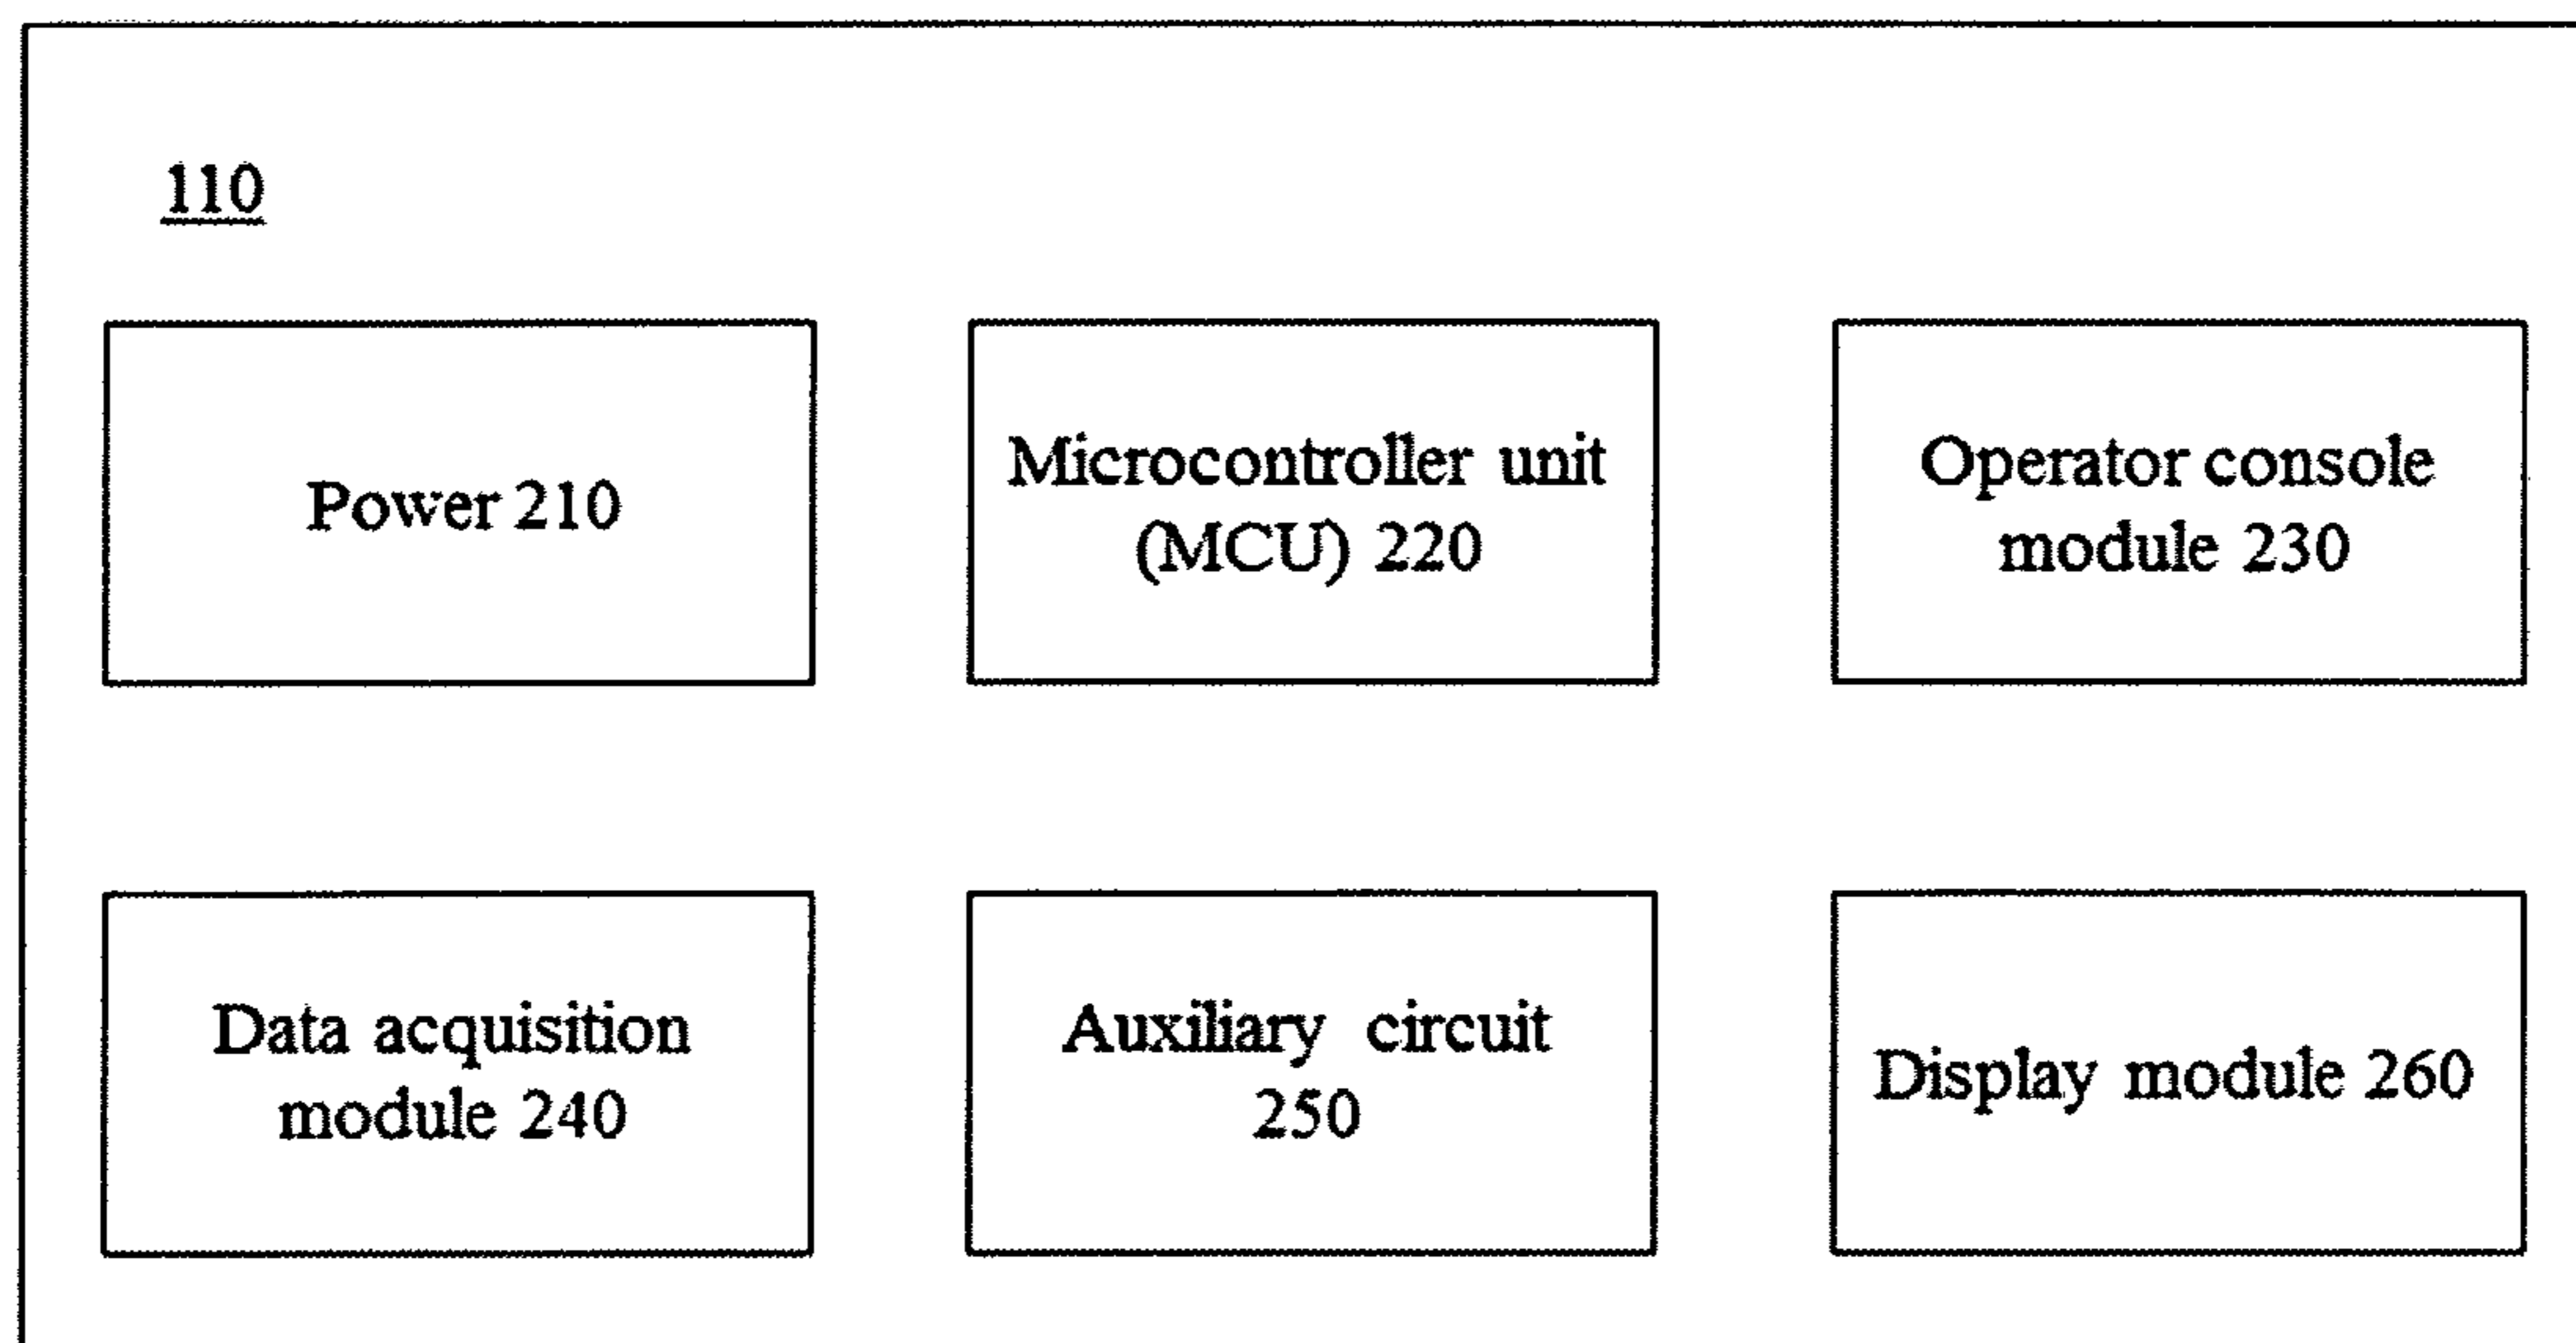 110
Power 210
Microcontroller unit
(MCU) 220
Operator console
module 230
Data acquisition
module 240
Auxiliary circuit
250
Display module 260